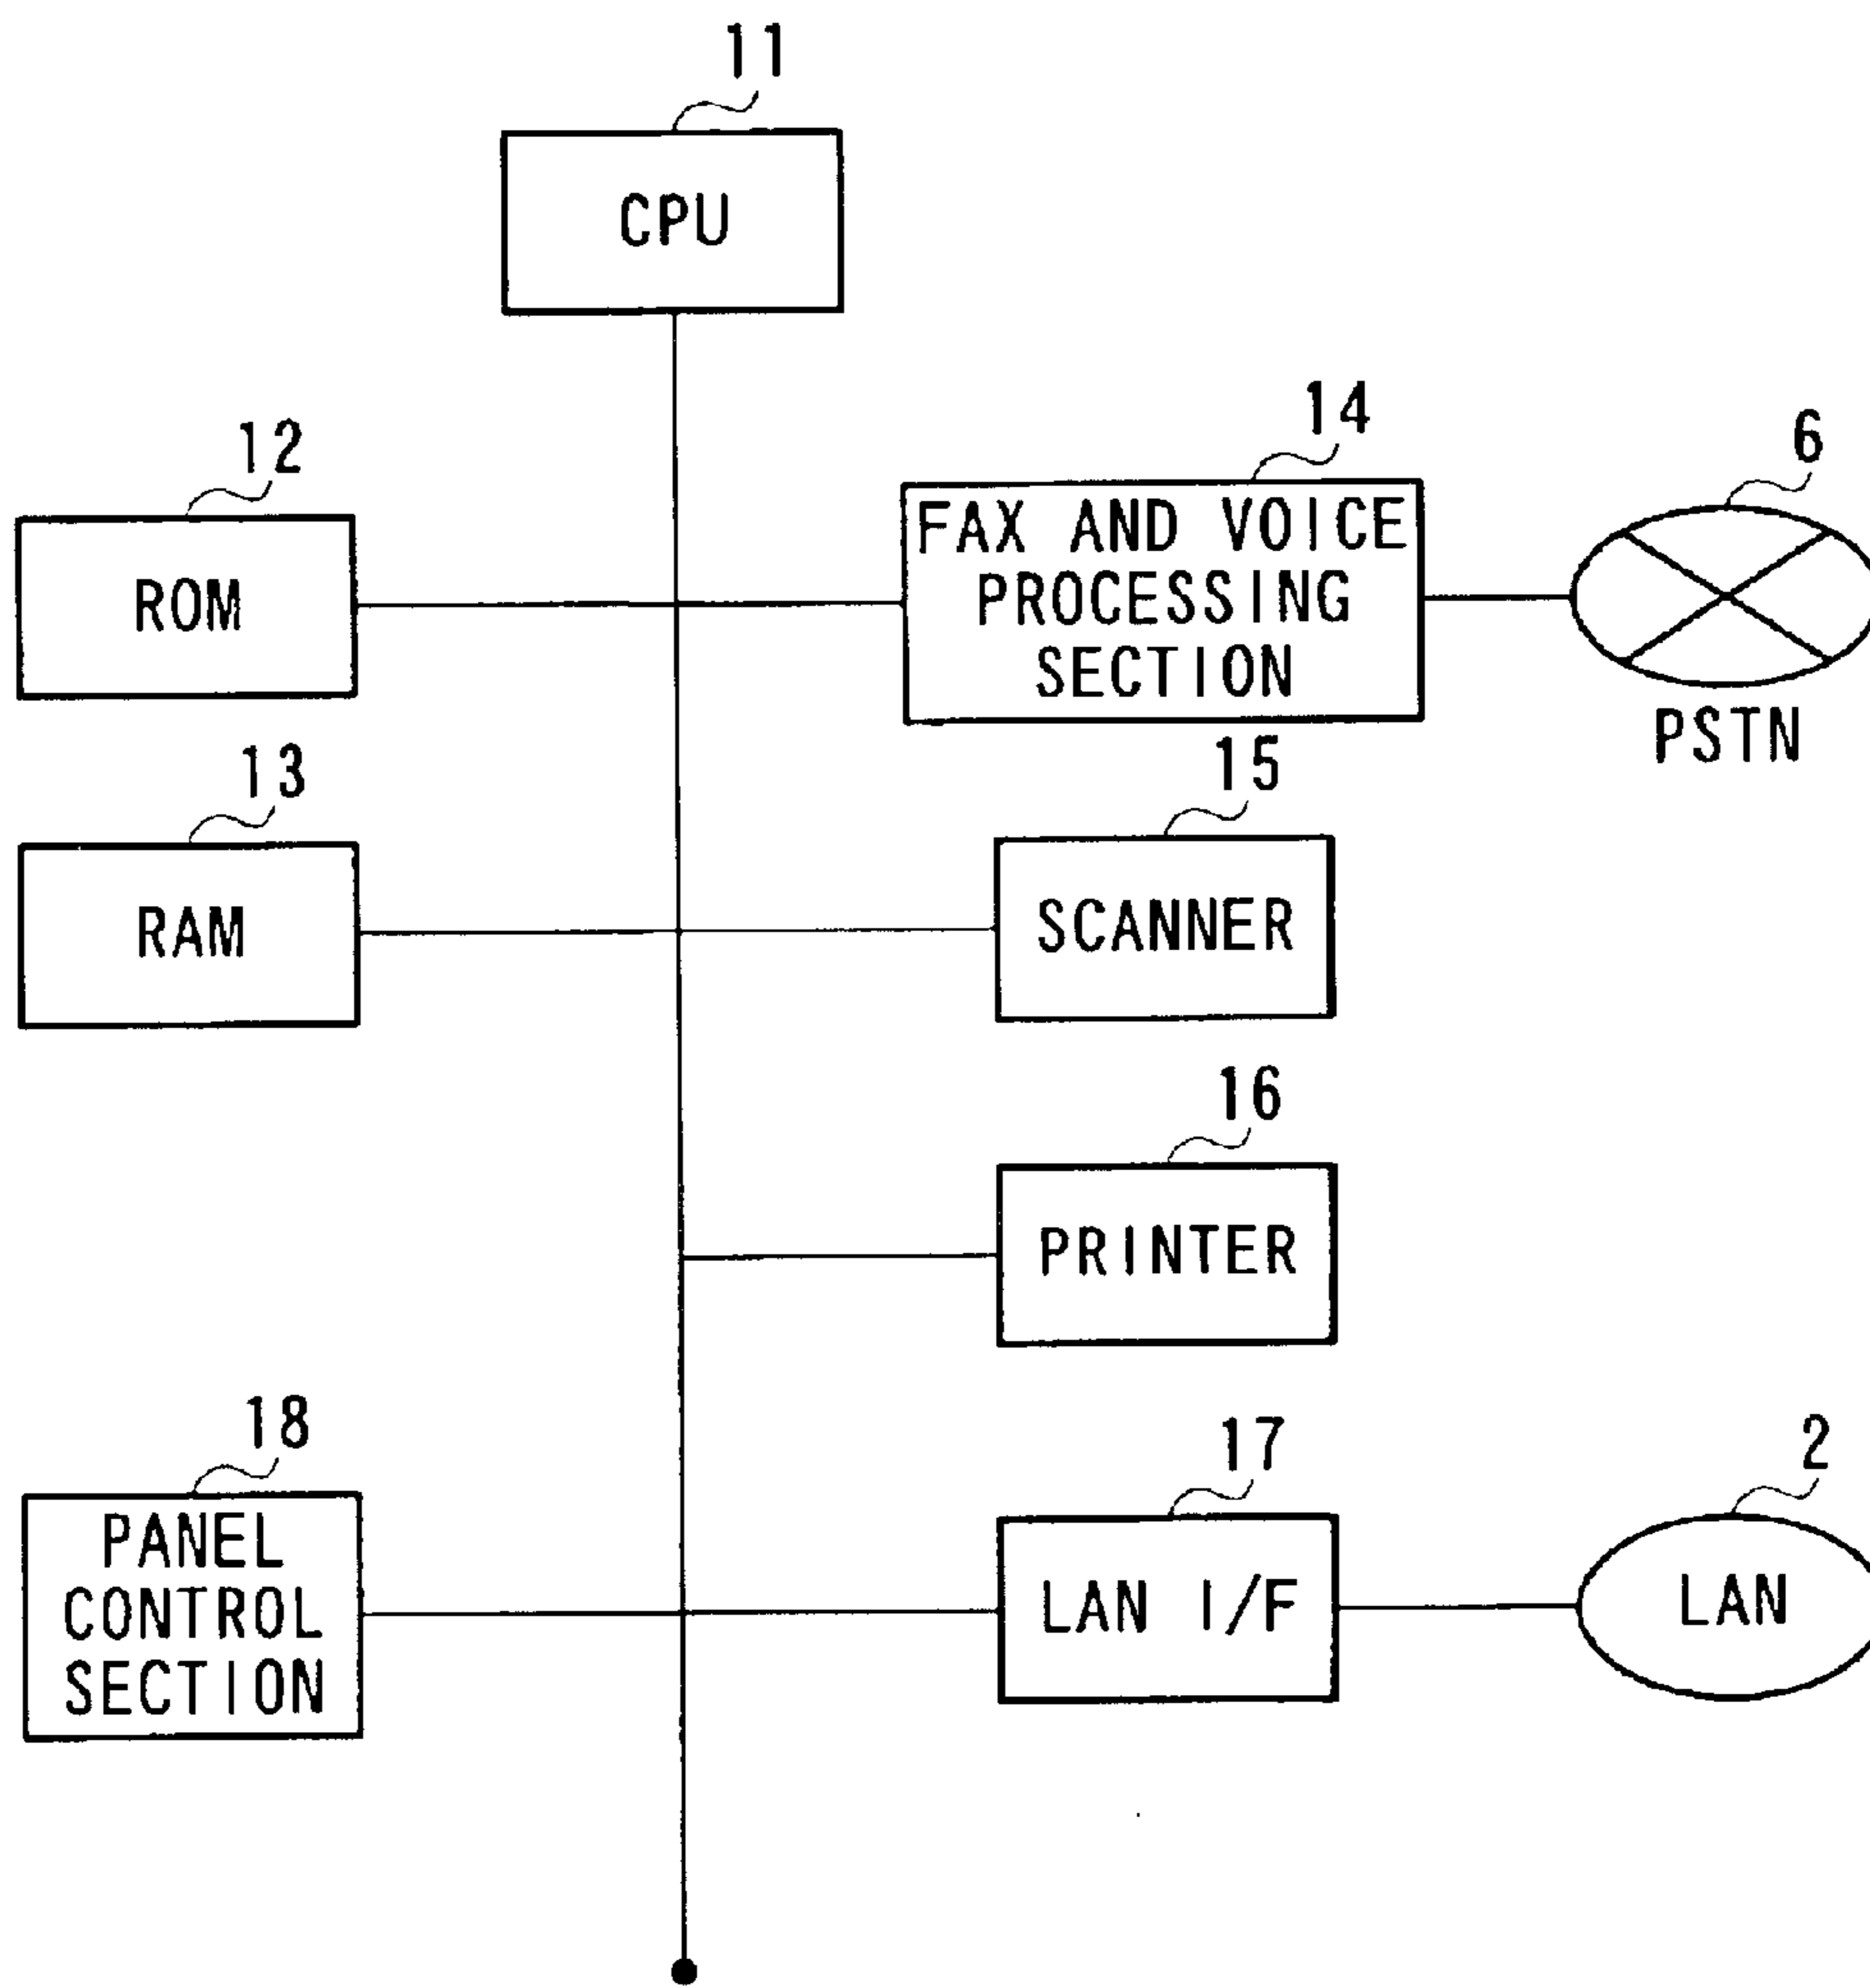 11
CPU
12
ROM
14
FAX AND VOICE
PROCESSING
SECTION
6
PSTN
13
RAM
15
SCANNER
16
PRINTER
18
PANEL
CONTROL
SECTION
17
LAN I/F
2
LAN